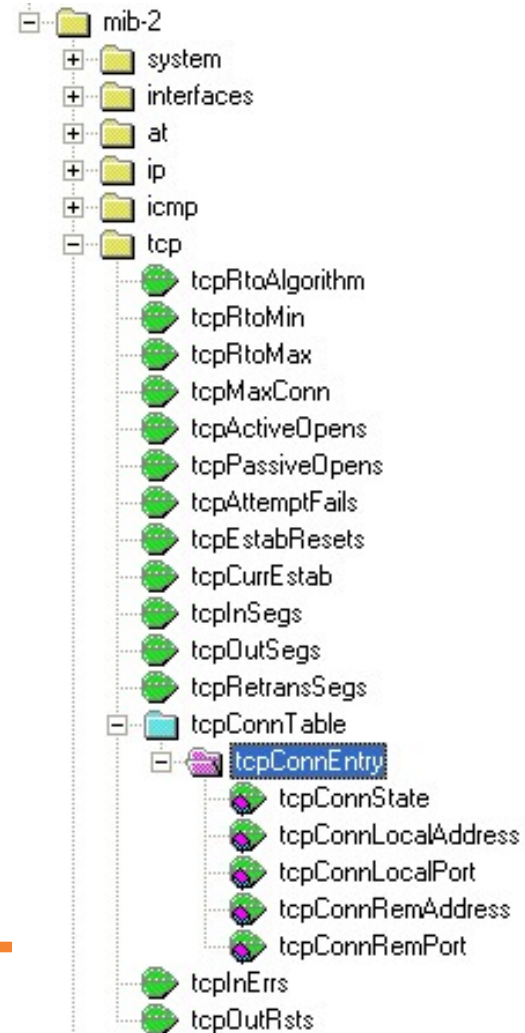 mib-2
system
interfaces
at
ip
icmp
tcp
tcpRtoAlgorithm
tcpRtoMin
tcpRtoMax
tcpMaxConn
tcpActiveOpens
tcpPassiveOpens
tcpAttemptFails
tcpEstabResets
tcpCurrEstab
tcpInSegs
tcpOutSegs
tcpRetransSegs
tcpConnTable
tcpConnEntry
tcpConnState
tcpConnLocalAddress
tcpConnLocalPort
tcpConnRemAddress
tcpConnRemPort
tcpInErrs
tcpOutRsts